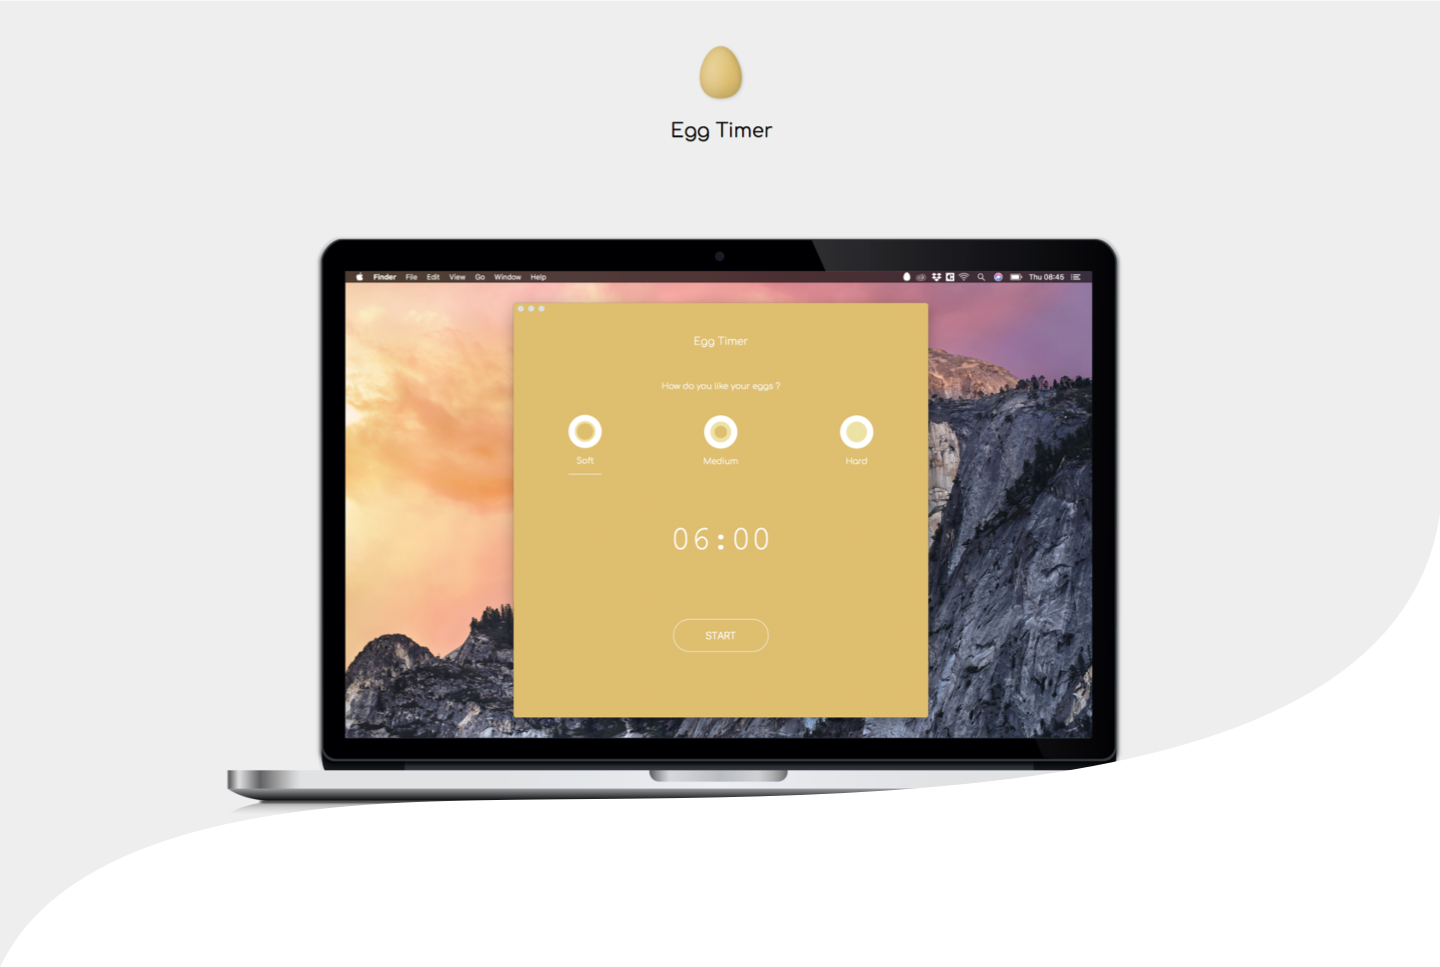 Egg Timer
Finder File Edit View Go Window Help Thu 08:45
Egg Timer
How do you like your eggs ?
Soft Medium Hard
06:00
START